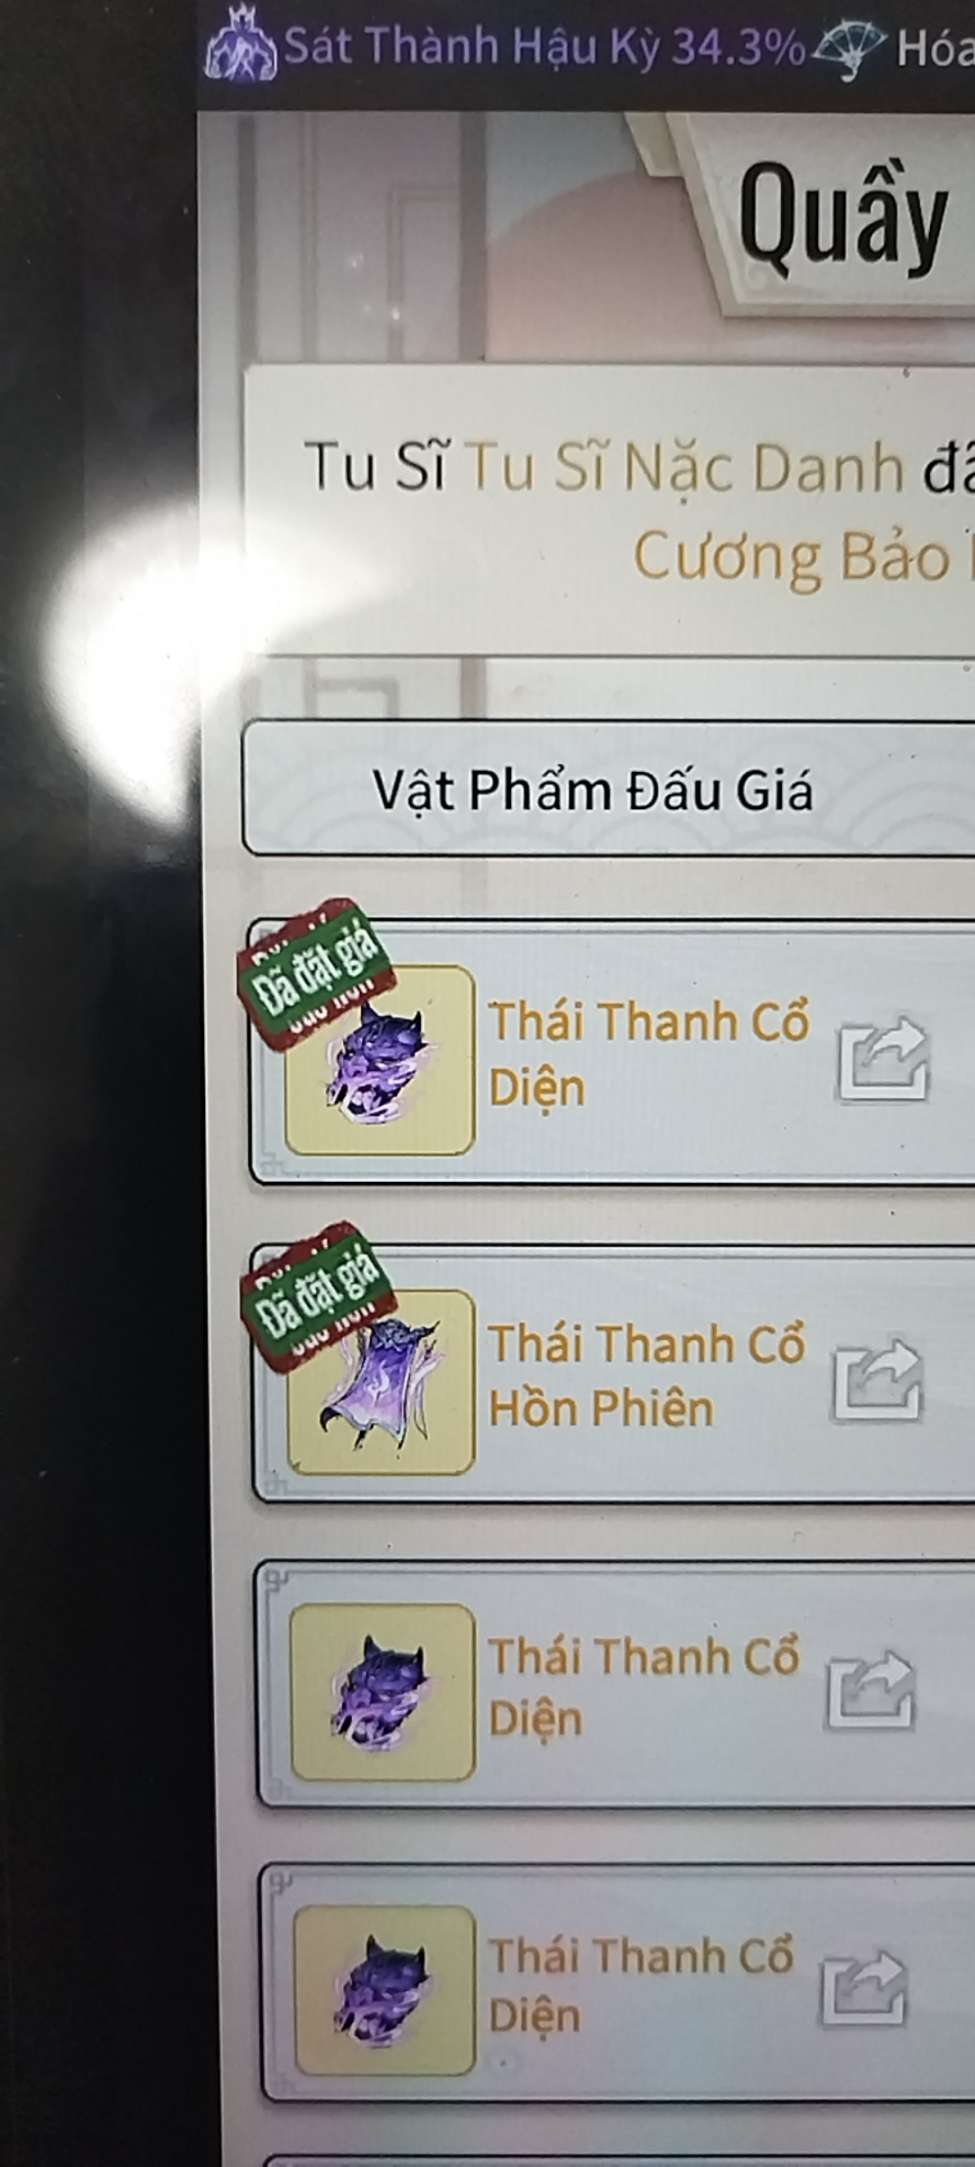 Sát Thành Hậu Kỳ 34.3% Hóa
Quầy
Tu Sĩ Tu Sĩ Nặc Danh đã
Cương Bảo
Vật Phẩm Đấu Giá
Đã đặt giá
Thái Thanh Cổ
Diện
Đã đặt giá
Thái Thanh Cổ
Hồn Phiên
Thái Thanh Cổ
Diện
Thái Thanh Cổ
Diện